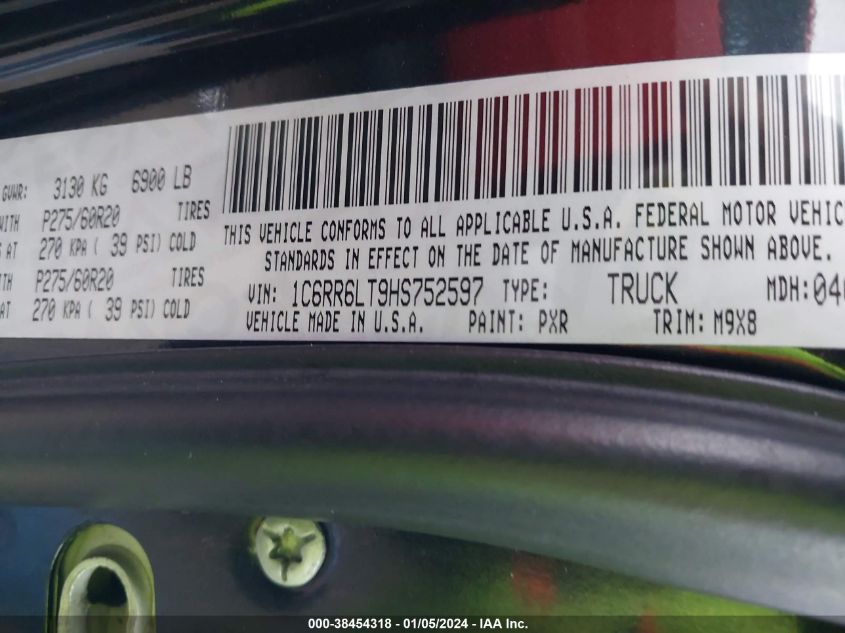 GVWR: 3130 KG 6900 LB
WITH P275/60R20 TIRES
AT 270 KPA ( 39 PSI) COLD
WITH P275/60R20 TIRES
AT 270 KPA ( 39 PSI) COLD
THIS VEHICLE CONFORMS TO ALL APPLICABLE U.S.A. FEDERAL MOTOR VEHIC
STANDARDS IN EFFECT ON THE DATE OF MANUFACTURE SHOWN ABOVE.
VIN: 1C6RR6LT9HS752597 TYPE: TRUCK MDH:040
VEHICLE MADE IN U.S.A. PAINT: PXR TRIM: M9X8
000-38454318 - 01/05/2024 - IAA Inc.